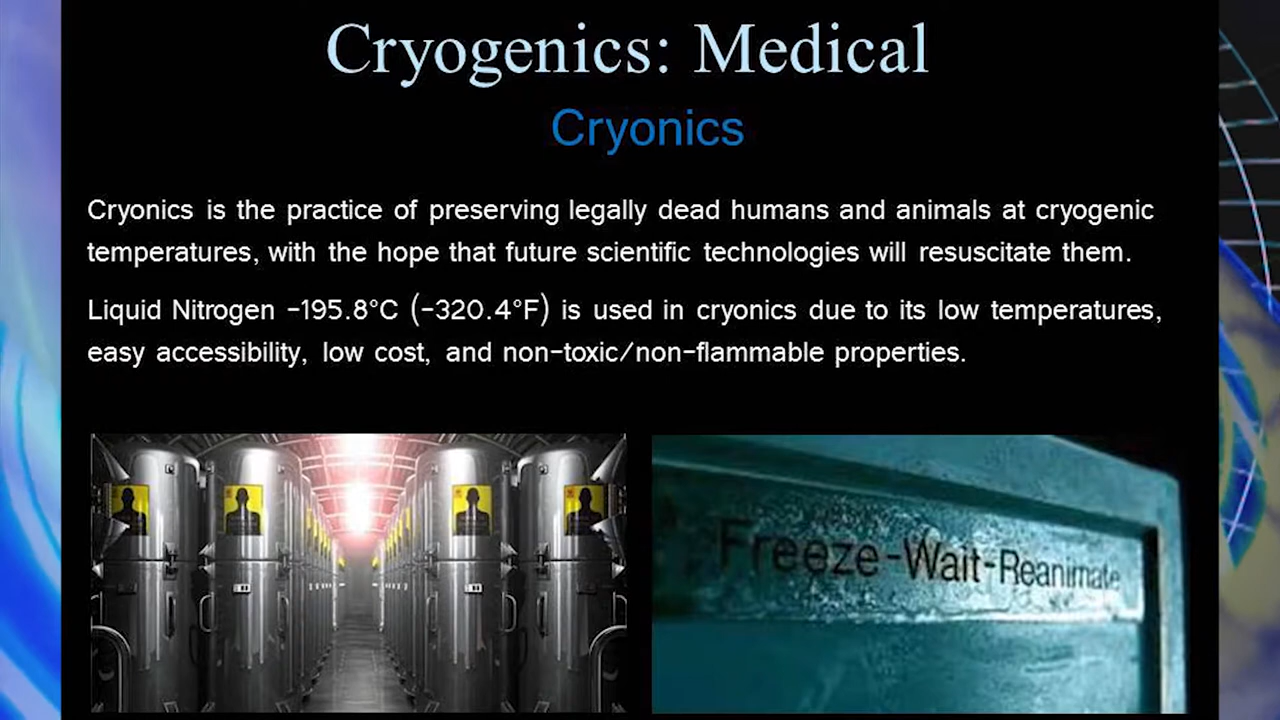 Cryogenics: Medical
Cryonics
Cryonics is the practice of preserving legally dead humans and animals at cryogenic
temperatures, with the hope that future scientific technologies will resuscitate them.
Liquid Nitrogen -195.8°C (-320.4°F) is used in cryonics due to its low temperatures,
easy accessibility, low cost, and non-toxic/non-flammable properties.
Freeze-Wait-Reanimate